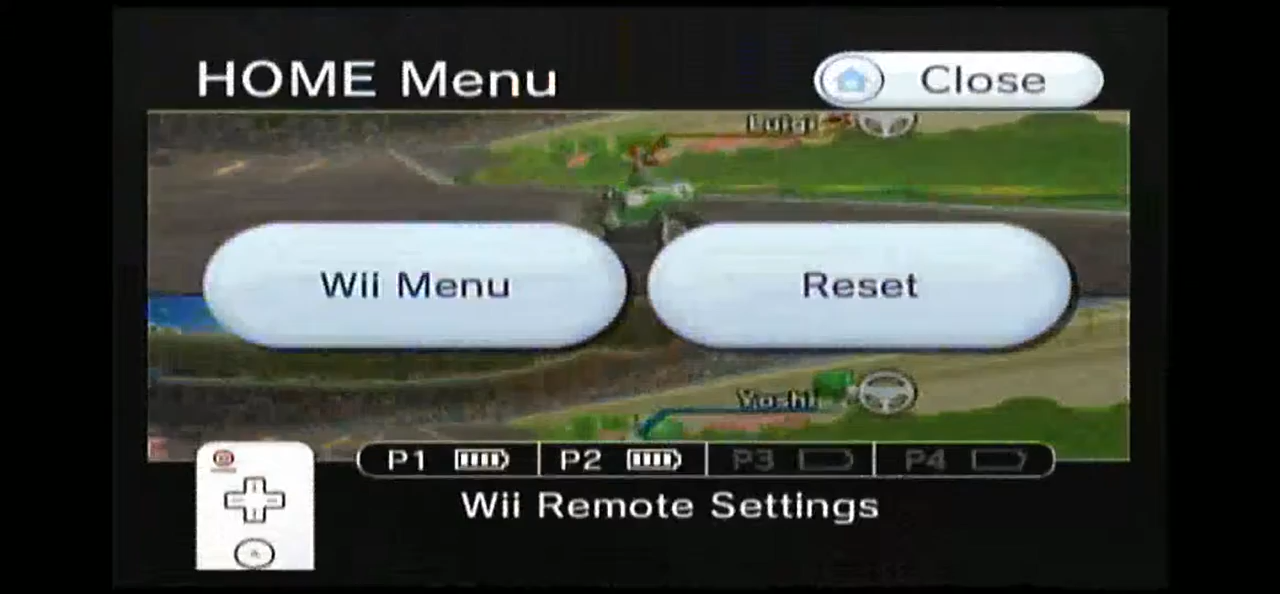 HOME Menu
Close
Luigi
Wii Menu
Reset
Yoshi
P1 P2 P3 P4
Wii Remote Settings